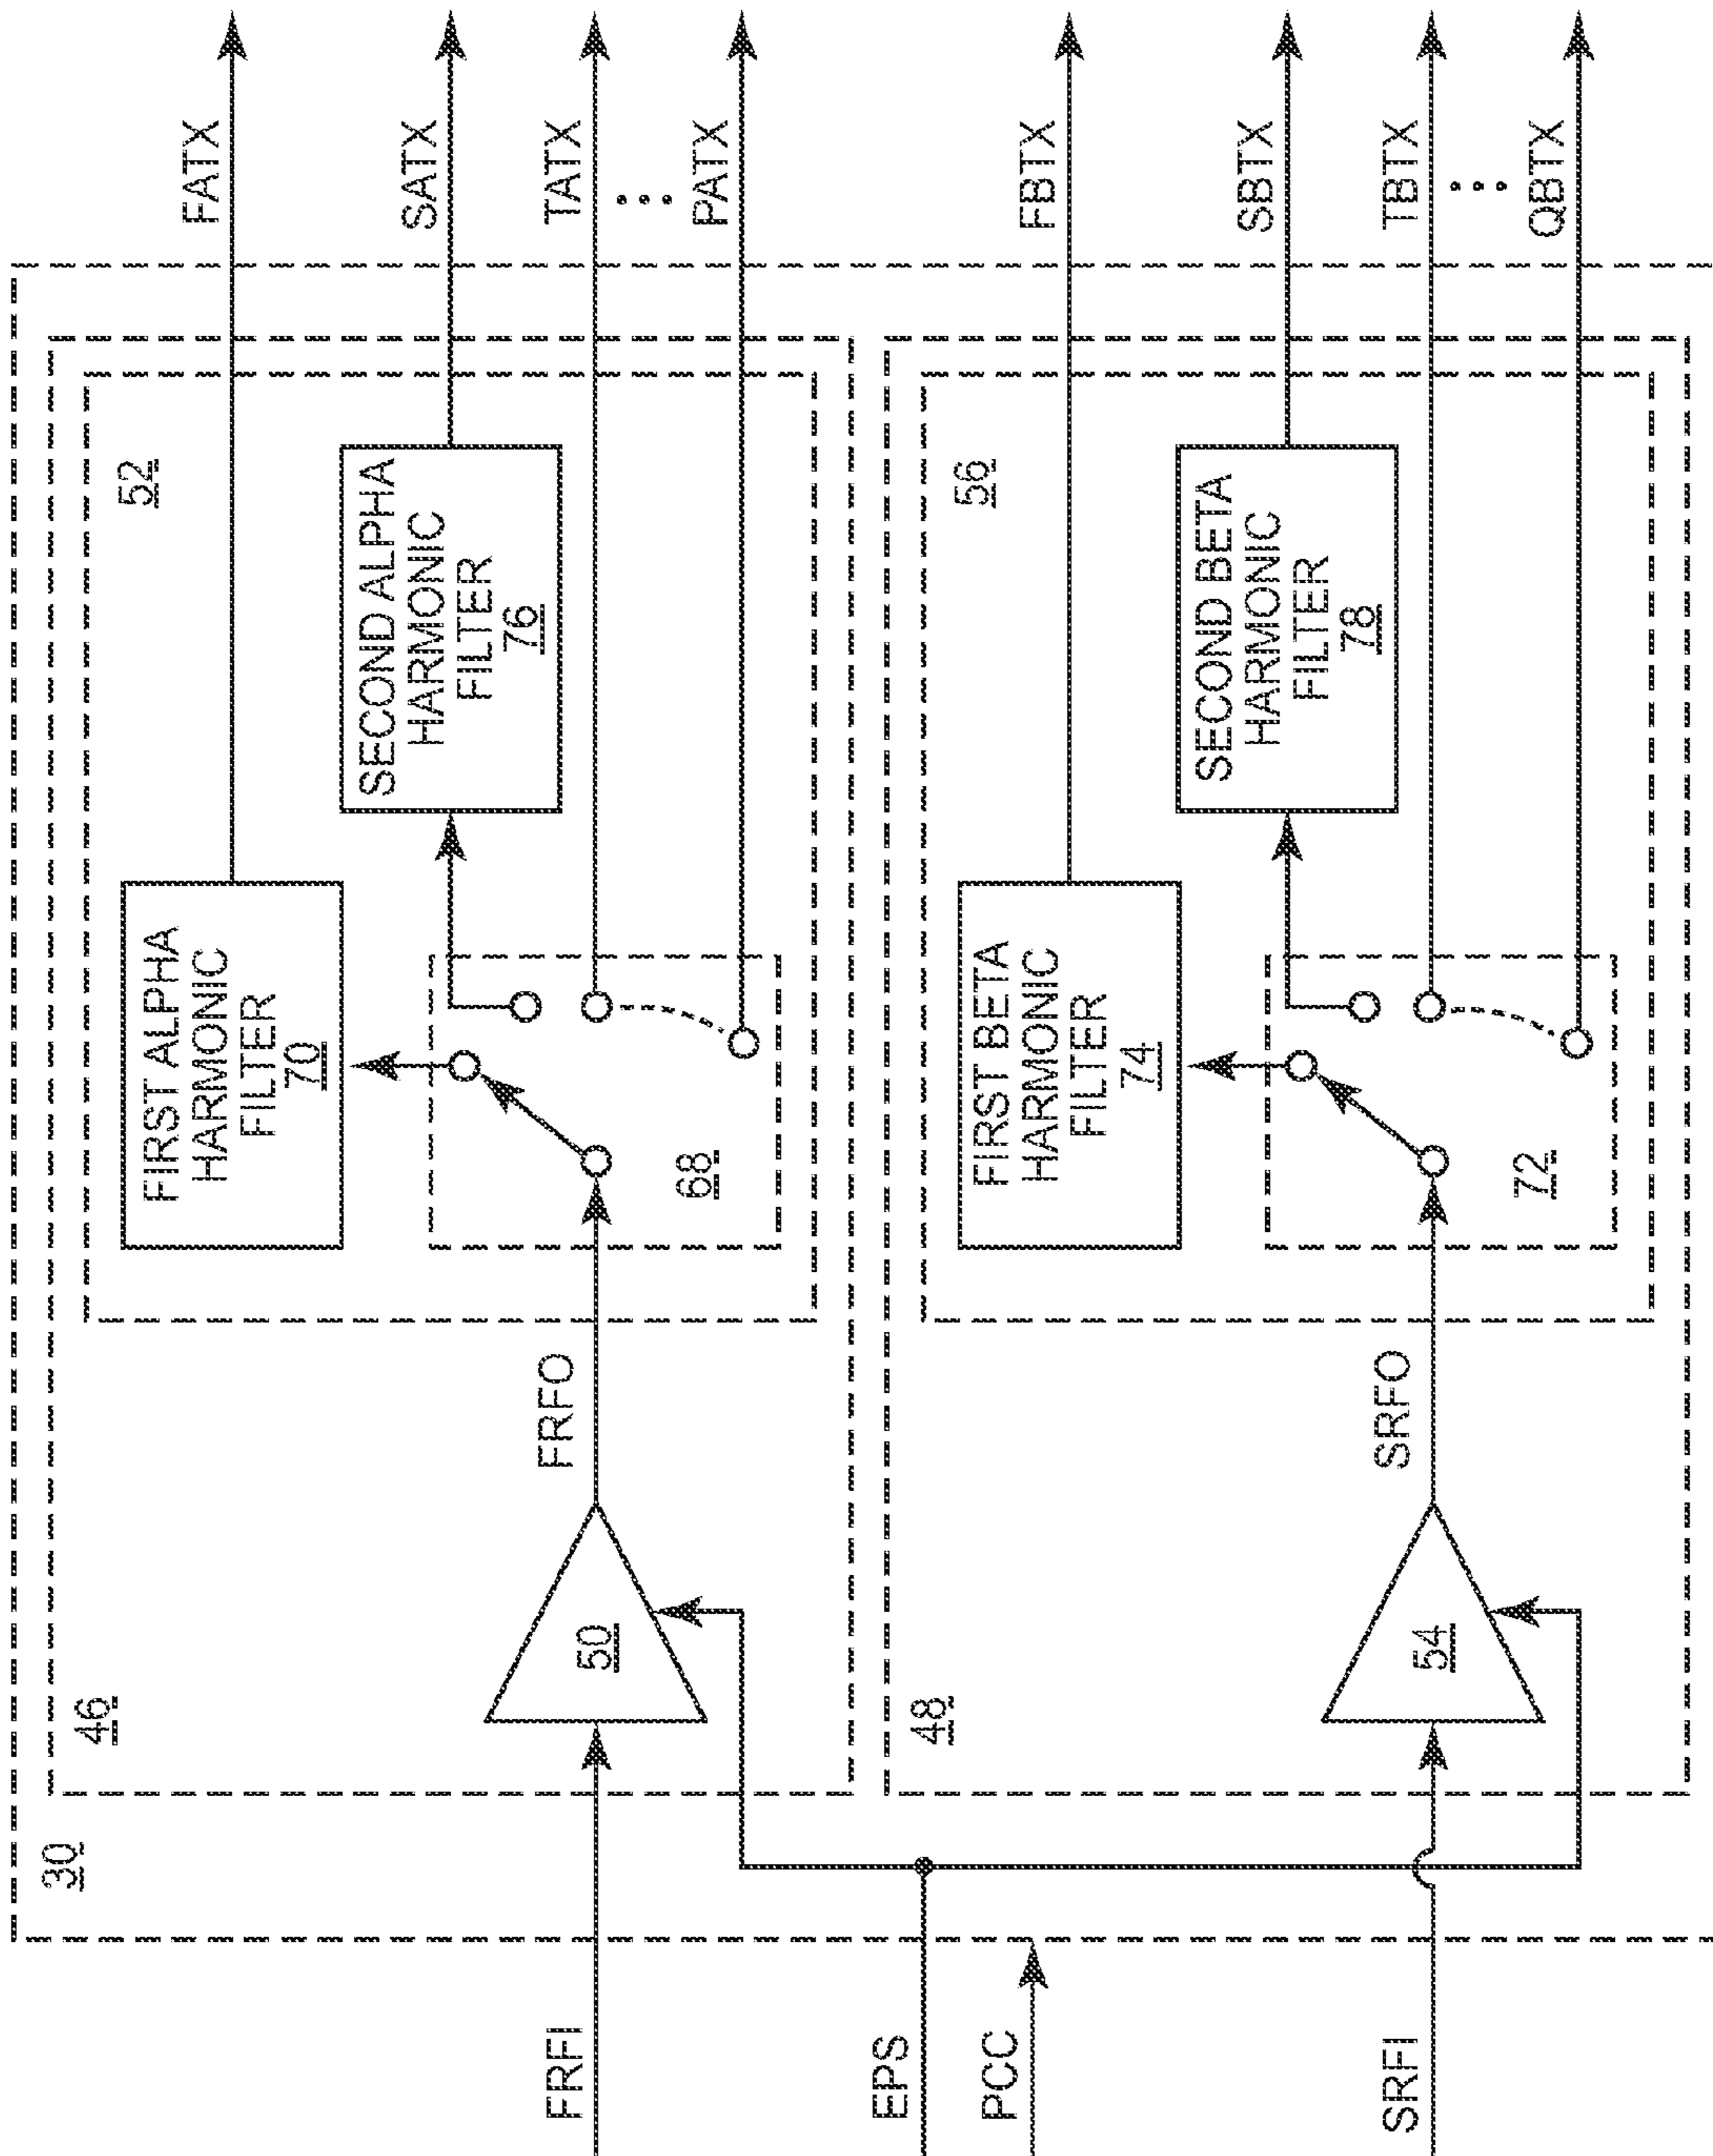 30
46
52
FIRST ALPHA
HARMONIC
FILTER
70
FATX
SECOND ALPHA
HARMONIC
FILTER
76
SATX
FRFI
50
FRFO
68
TATX
PATX
EPS
PCC
48
56
FIRST BETA
HARMONIC
FILTER
74
FBTX
SECOND BETA
HARMONIC
FILTER
78
SBTX
SRFI
54
SRFO
72
TBTX
QBTX